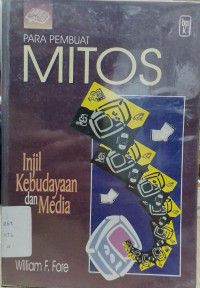 PARA PEMBUAT
MITOS
Injil
Kebudayaan
dan Media
William F. Fore